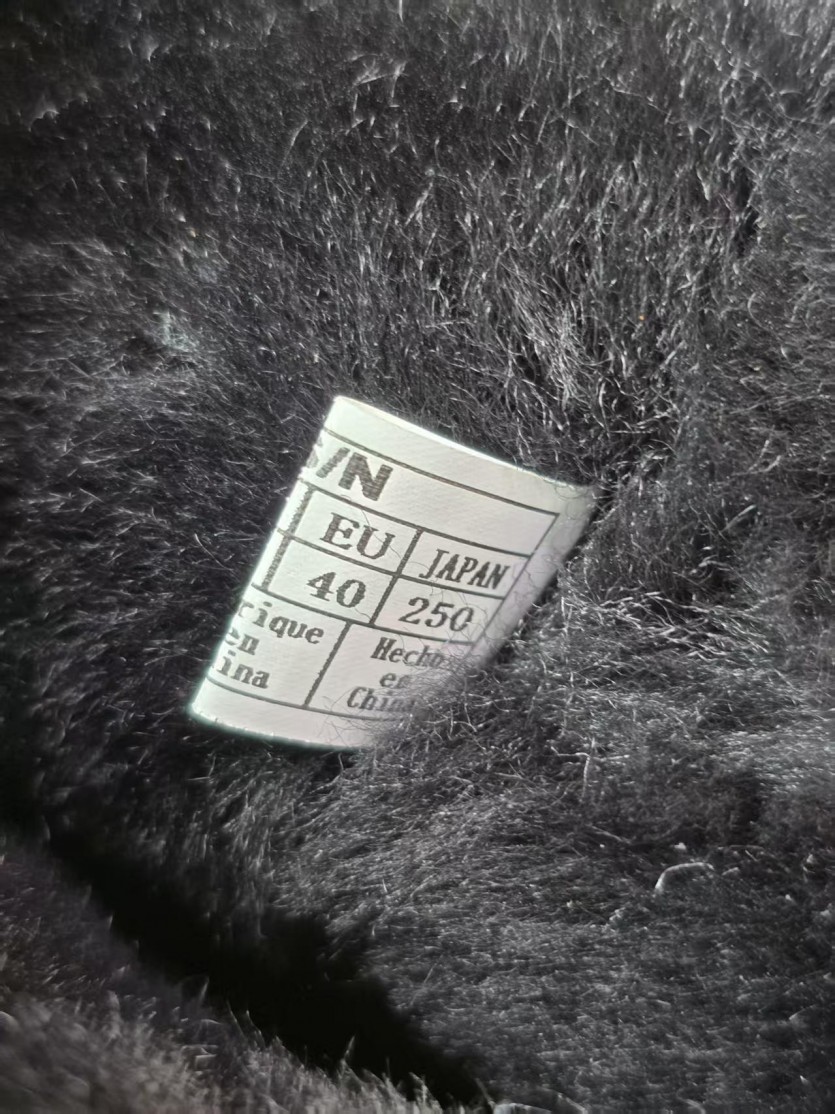 /N
EU JAPAN
40 250
rique Hecho
en en
ina China